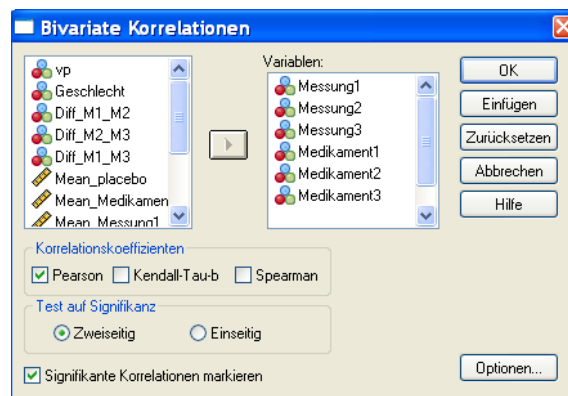 Bivariate Korrelationen
vp
Geschlecht
Diff_M1_M2
Diff_M2_M3
Diff_M1_M3
Mean_placebo
Mean_Medikamen
Mean_Messung1
Variablen:
Messung1
Messung2
Messung3
Medikament1
Medikament2
Medikament3
OK
Einfügen
Zurücksetzen
Abbrechen
Hilfe
Korrelationskoeffizienten
Pearson Kendall-Tau-b Spearman
Test auf Signifikanz
Zweiseitig Einseitig
Signifikante Korrelationen markieren
Optionen...